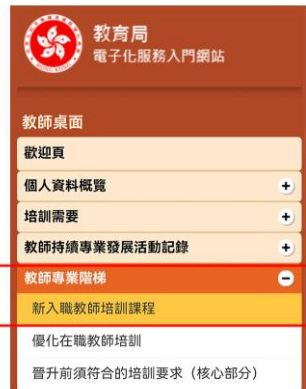 教育局
電子化服務入門網站
教師桌面
歡迎頁
個人資料概覽
培訓需要
教師持續專業發展活動記錄
教師專業階梯
新入職教師培訓課程
優化在職教師培訓
晉升前須符合的培訓要求（核心部分）